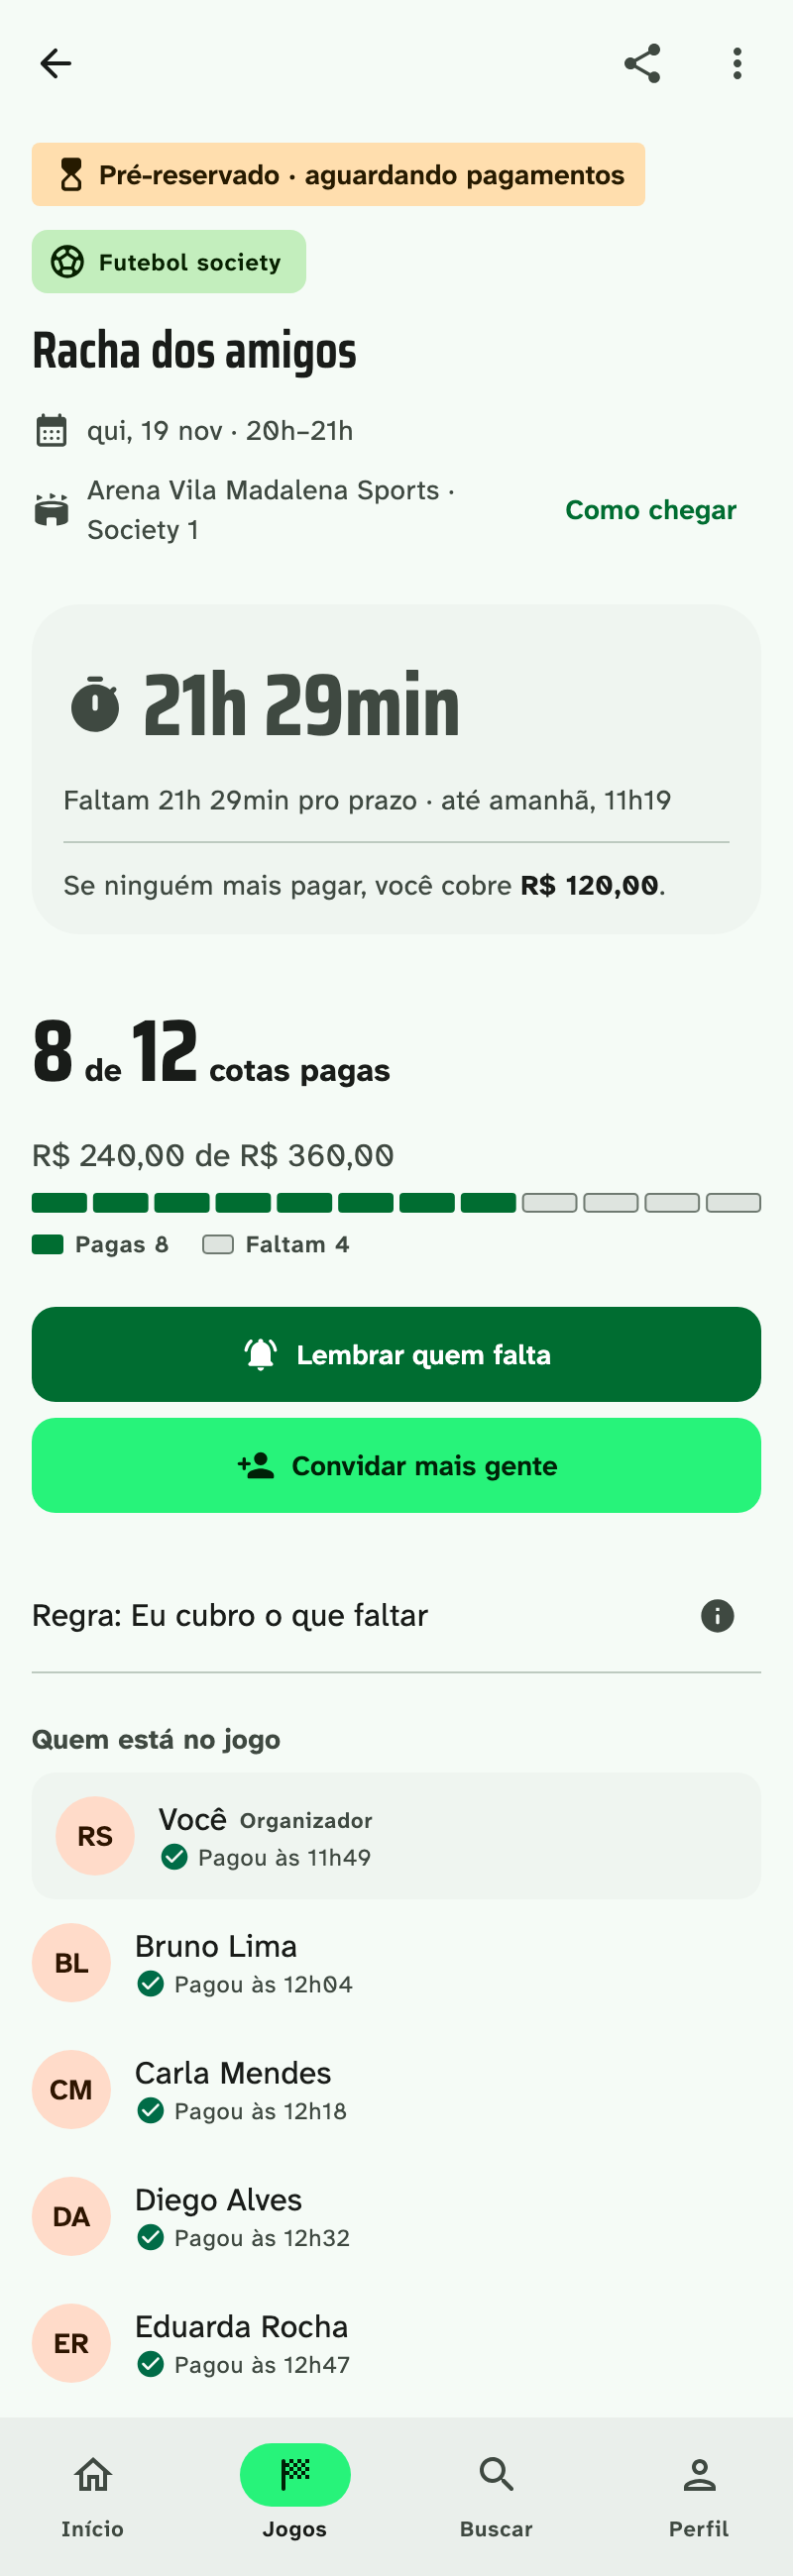 Pré-reservado · aguardando pagamentos
Futebol society
Racha dos amigos
qui, 19 nov · 20h–21h
Arena Vila Madalena Sports ·
Society 1
Como chegar
21h 29min
Faltam 21h 29min pro prazo · até amanhã, 11h19
Se ninguém mais pagar, você cobre R$ 120,00.
8 de 12 cotas pagas
R$ 240,00 de R$ 360,00
Pagas 8 Faltam 4
Lembrar quem falta
Convidar mais gente
Regra: Eu cubro o que faltar
Quem está no jogo
RS
Você Organizador
Pagou às 11h49
BL
Bruno Lima
Pagou às 12h04
CM
Carla Mendes
Pagou às 12h18
DA
Diego Alves
Pagou às 12h32
ER
Eduarda Rocha
Pagou às 12h47
Início Jogos Buscar Perfil